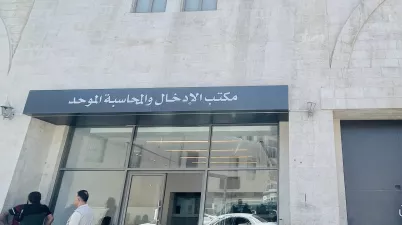 مكتب الإدخال والمحاسبة الموحد